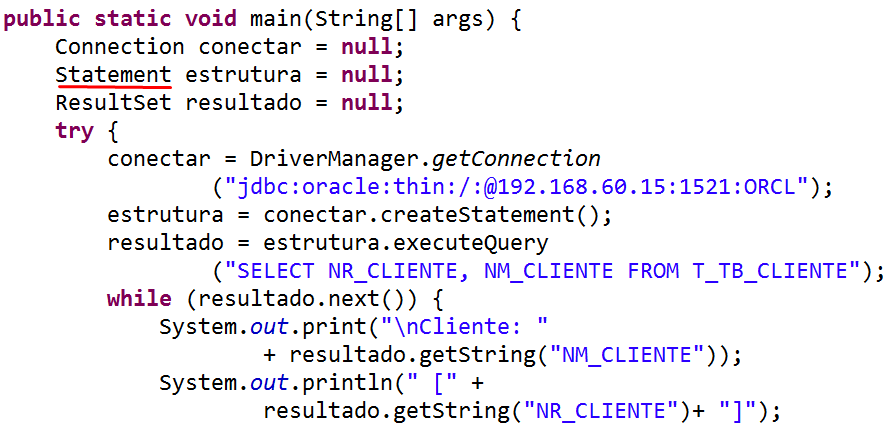 public static void main(String[] args) {
    Connection conectar = null;
    Statement estrutura = null;
    ResultSet resultado = null;
    try {
        conectar = DriverManager.getConnection
                ("jdbc:oracle:thin:/:@192.168.60.15:1521:ORCL");
        estrutura = conectar.createStatement();
        resultado = estrutura.executeQuery
                ("SELECT NR_CLIENTE, NM_CLIENTE FROM T_TB_CLIENTE");
        while (resultado.next()) {
            System.out.print("\nCliente: "
                    + resultado.getString("NM_CLIENTE"));
            System.out.println(" [" +
                    resultado.getString("NR_CLIENTE")+ "]");